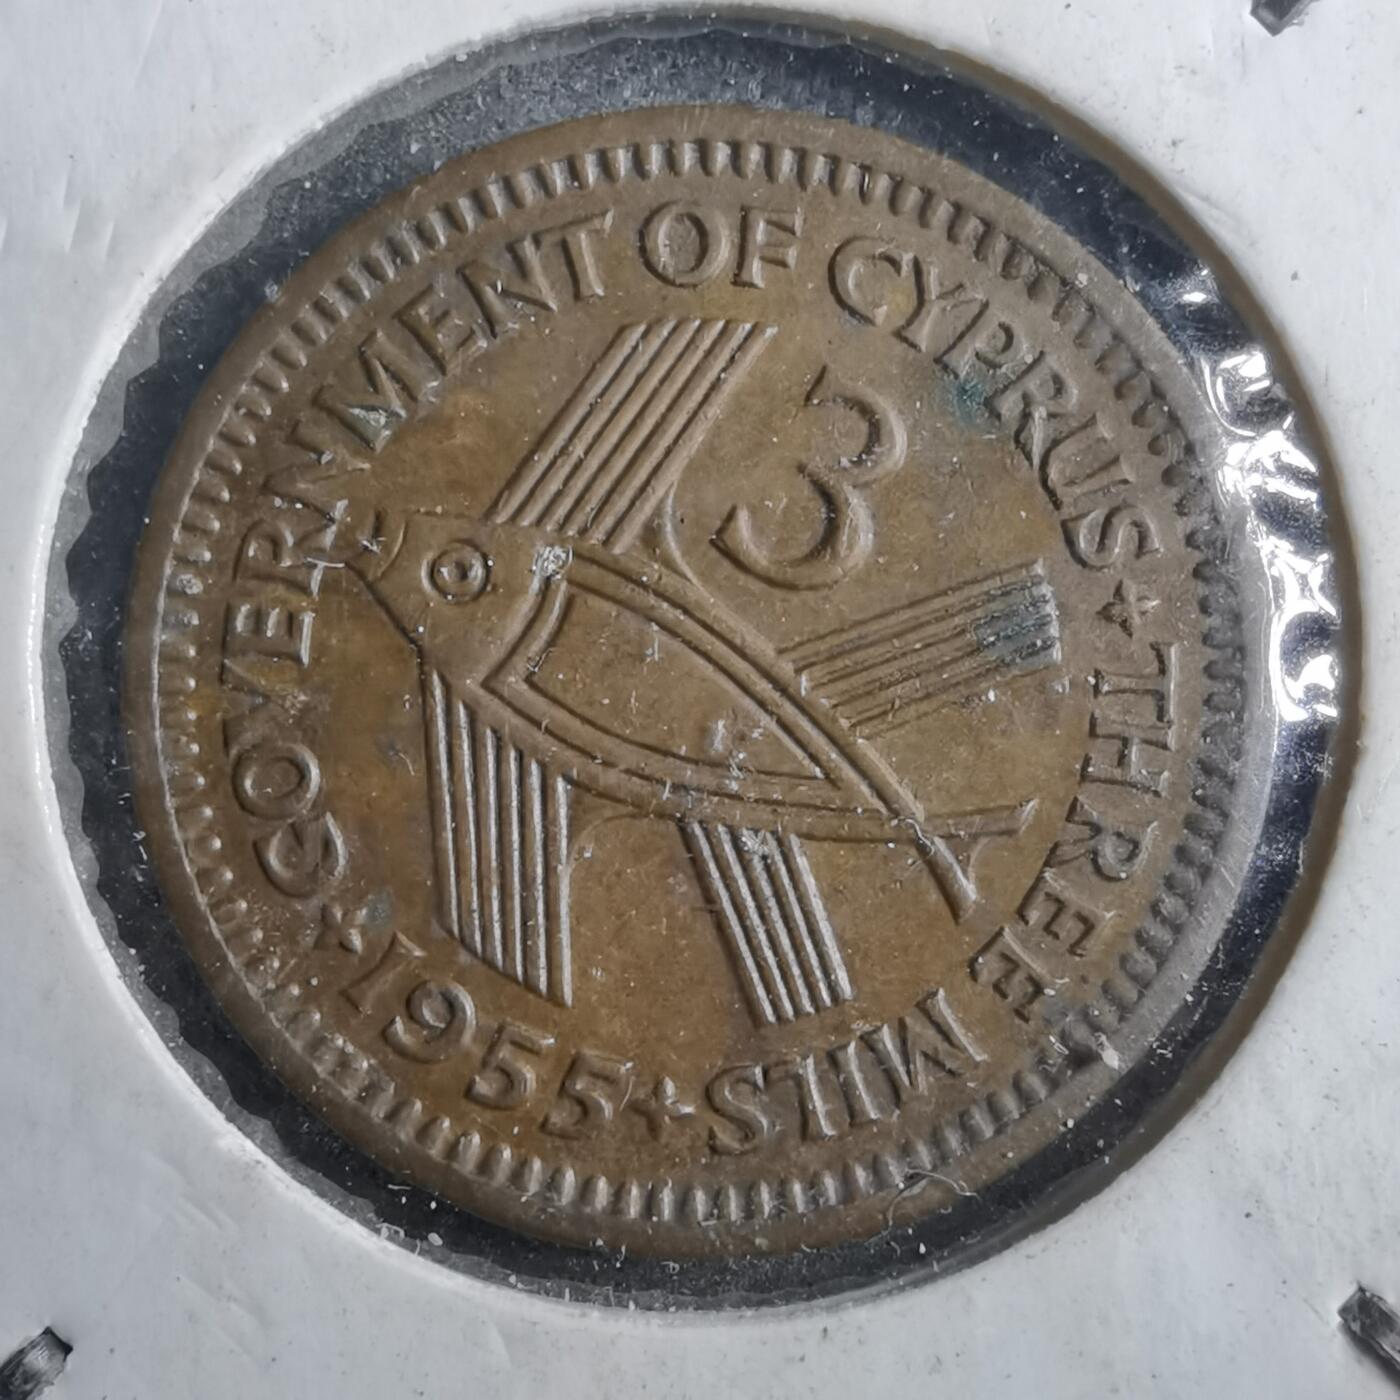 GOVERNMENT OF CYPRUS
THREE MILS
1955
3